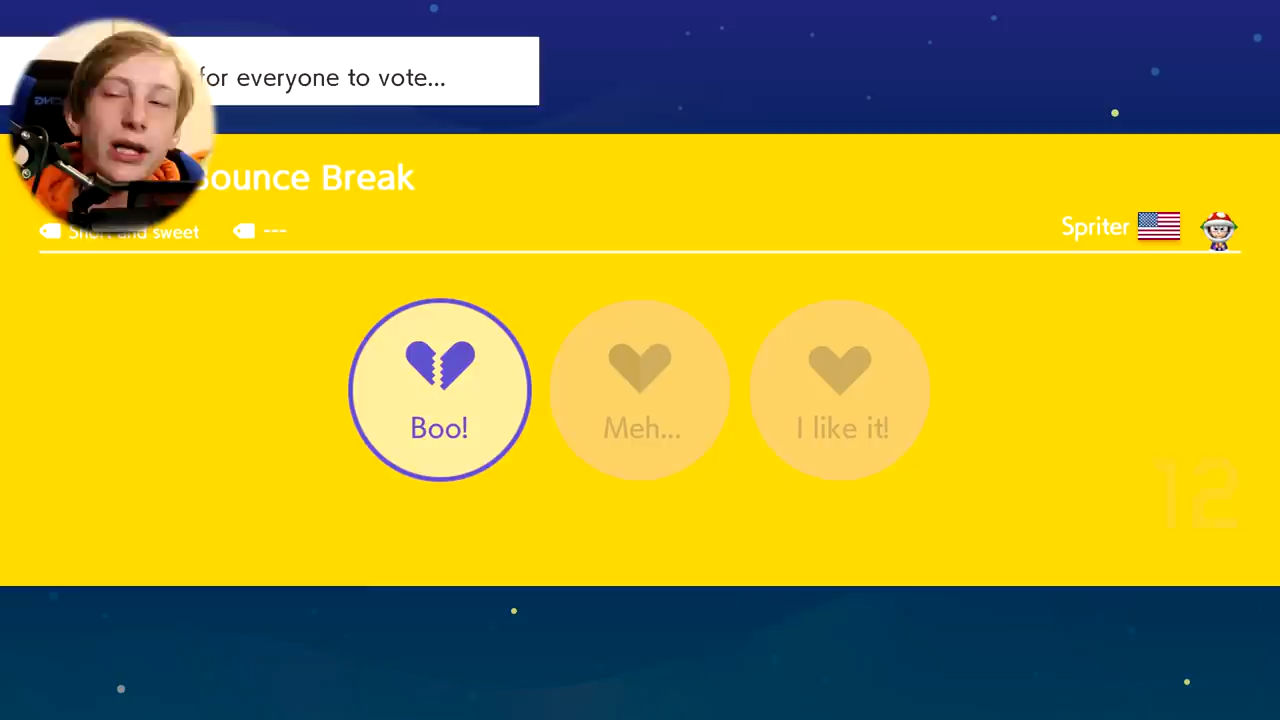 for everyone to vote...
Bounce Break
Short and sweet
---
Spriter
Boo!
Meh...
I like it!
12